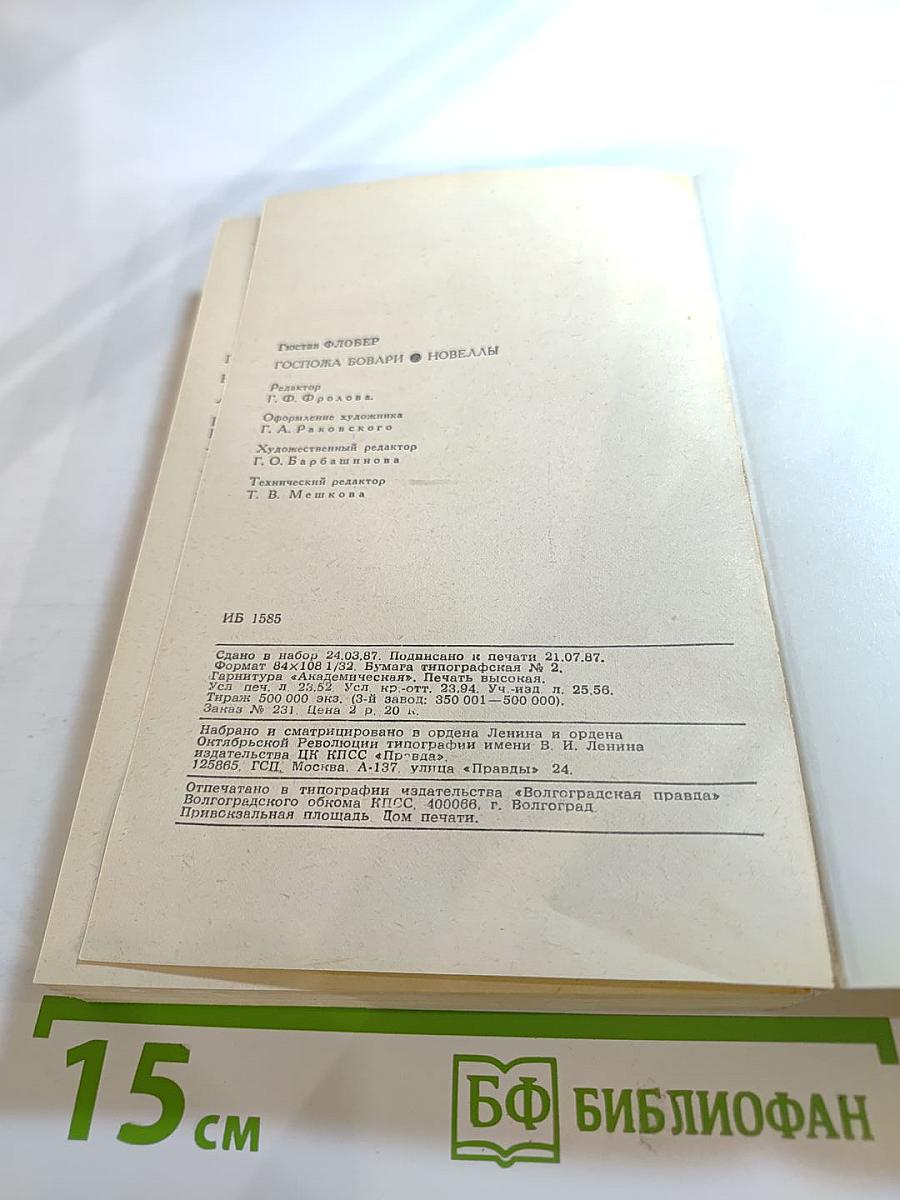 Гюстав ФЛОБЕР
ГОСПОЖА БОВАРИ НОВЕЛЛЫ
Редактор
Г. Ф. Фролова.
Оформление художника
Г. А. Раковского
Художественный редактор
Г. О. Барбашинова
Технический редактор
Т. В. Мешкова
ИБ 1585
Сдано в набор 24.03.87. Подписано к печати 21.07.87.
Формат 84×108 1/32. Бумага типографская № 2.
Гарнитура «Академическая». Печать высокая.
Усл. печ. л. 23,52. Усл. кр.-отт. 23,94. Уч.-изд. л. 25,56.
Тираж 500 000 экз. (3-й завод: 350 001—500 000).
Заказ № 231. Цена 2 р. 20 к.
Набрано и сматрицировано в ордена Ленина и ордена
Октябрьской Революции типографии имени В. И. Ленина
издательства ЦК КПСС «Правда».
125865, ГСП, Москва, А-137, улица «Правды» 24.
Отпечатано в типографии издательства «Волгоградская правда»
Волгоградского обкома КПСС, 400066, г. Волгоград,
Привокзальная площадь, Дом печати.
15 см
БФ БИБЛИОФАН